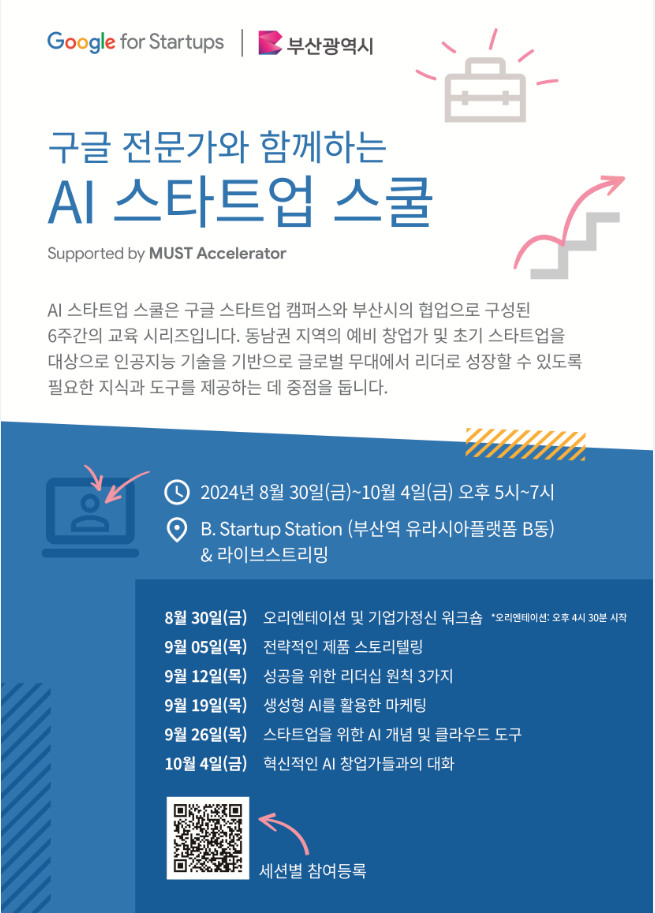 Google for Startups | 부산광역시
구글 전문가와 함께하는
AI 스타트업 스쿨
Supported by MUST Accelerator
AI 스타트업 스쿨은 구글 스타트업 캠퍼스와 부산시의 협업으로 구성된
6주간의 교육 시리즈입니다. 동남권 지역의 예비 창업가 및 초기 스타트업을
대상으로 인공지능 기술을 기반으로 글로벌 무대에서 리더로 성장할 수 있도록
필요한 지식과 도구를 제공하는 데 중점을 둡니다.
2024년 8월 30일(금)~10월 4일(금) 오후 5시~7시
B. Startup Station (부산역 유라시아플랫폼 B동)
& 라이브스트리밍
8월 30일(금) 오리엔테이션 및 기업가정신 워크숍 *오리엔테이션: 오후 4시 30분 시작
9월 05일(목) 전략적인 제품 스토리텔링
9월 12일(목) 성공을 위한 리더십 원칙 3가지
9월 19일(목) 생성형 AI를 활용한 마케팅
9월 26일(목) 스타트업을 위한 AI 개념 및 클라우드 도구
10월 4일(금) 혁신적인 AI 창업가들과의 대화
세션별 참여등록